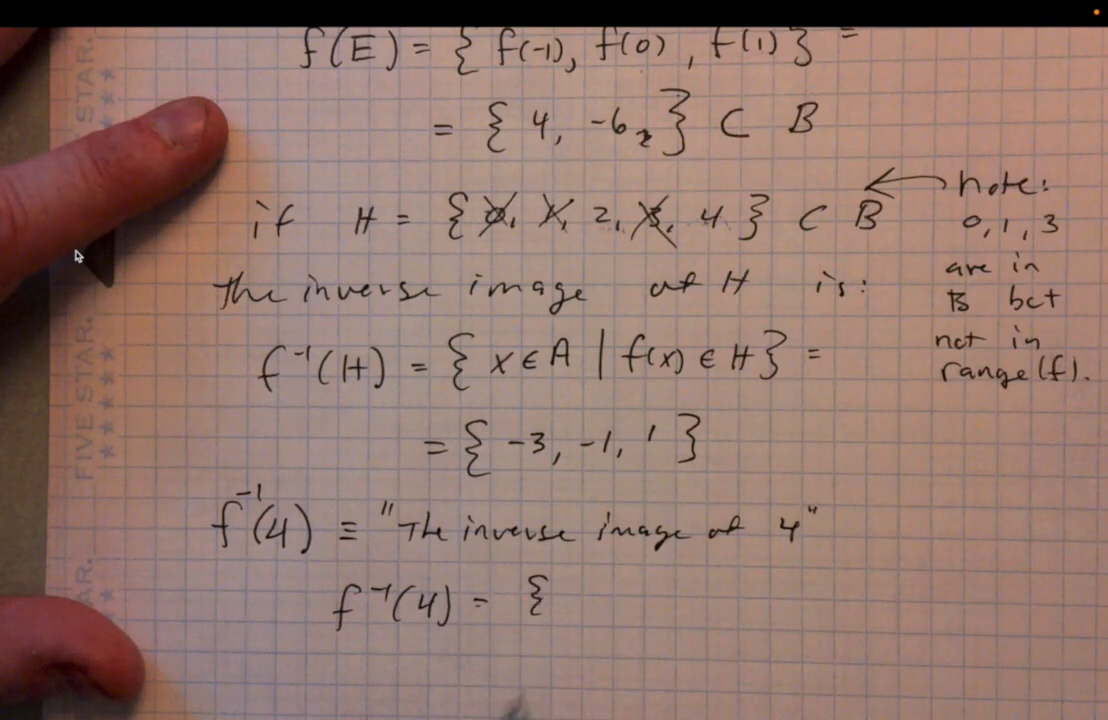 f(E) = { f(-1), f(0), f(1) } =
= { 4, -6 } ⊂ B
if H = { 0, 1, 2, 3, 4 } ⊂ B
note:
0, 1, 3
are in
B but
not in
range(f).
the inverse image of H is:
f⁻¹(H) = { x ∈ A | f(x) ∈ H } =
= { -3, -1, 1 }
f⁻¹(4) ≡ "The inverse image of 4"
f⁻¹(4) = {
FIVE STAR.
FIVE STAR.
AR.